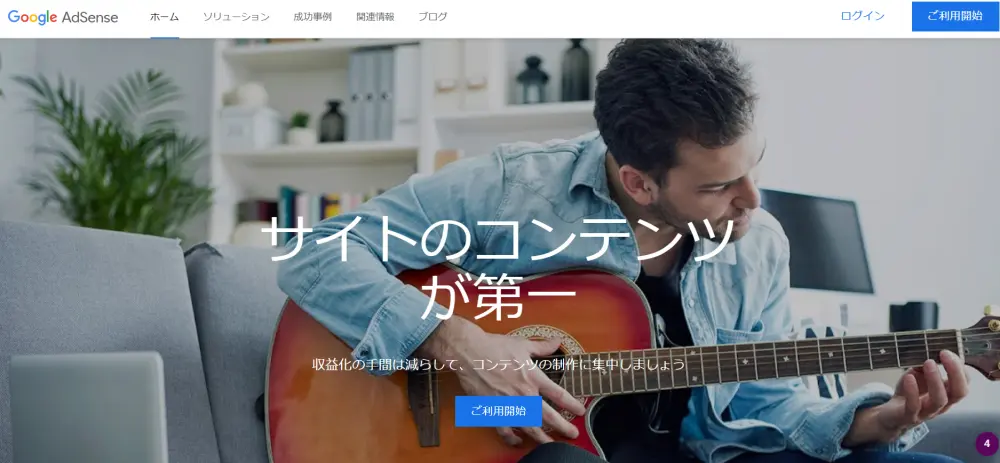 Google AdSense
ホーム
ソリューション
成功事例
関連情報
ブログ
ログイン
ご利用開始
サイトのコンテンツ
が第一
収益化の手間は減らして、コンテンツの制作に集中しましょう
ご利用開始
4